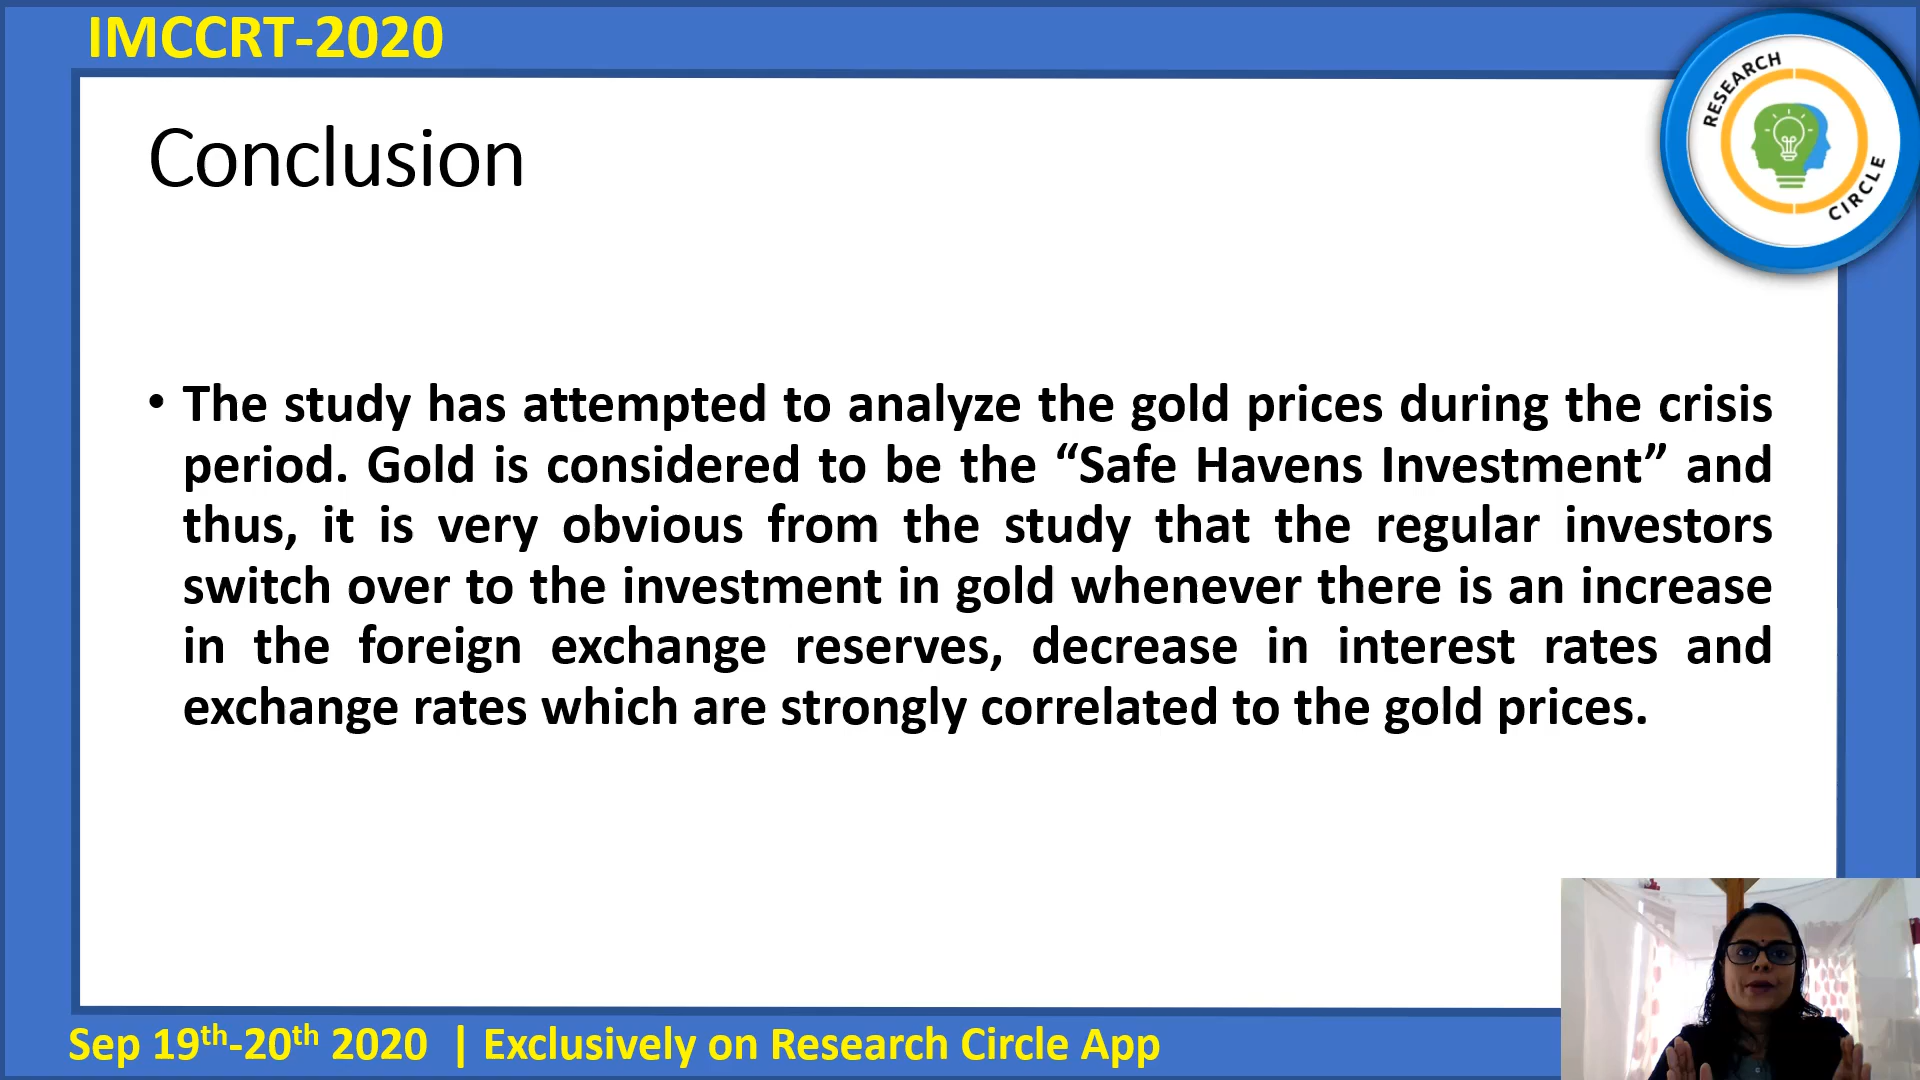 IMCCRT-2020
RESEARCH
CIRCLE
Conclusion
• The study has attempted to analyze the gold prices during the crisis
period. Gold is considered to be the “Safe Havens Investment” and
thus, it is very obvious from the study that the regular investors
switch over to the investment in gold whenever there is an increase
in the foreign exchange reserves, decrease in interest rates and
exchange rates which are strongly correlated to the gold prices.
Sep 19th-20th 2020 | Exclusively on Research Circle App